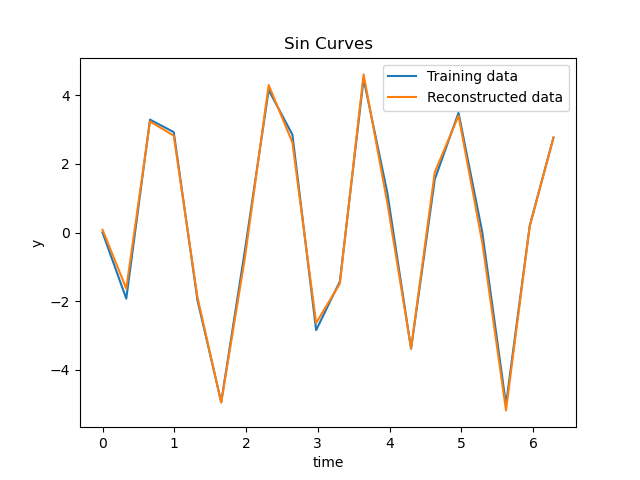 Sin Curves
Training data
Reconstructed data
4
2
0
−2
−4
y
0 1 2 3 4 5 6
time